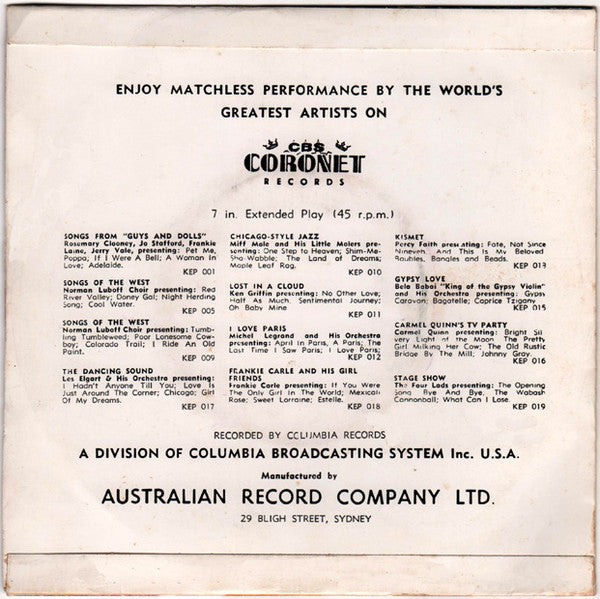 ENJOY MATCHLESS PERFORMANCE BY THE WORLD'S
GREATEST ARTISTS ON
CBS
CORONET
RECORDS
7 in. Extended Play (45 r.p.m.)
SONGS FROM "GUYS AND DOLLS"
Rosemary Clooney, Jo Stafford, Frankie
Laine, Jerry Vale, presenting: Pet Me,
Poppa; If I Were A Bell; A Woman In
Love; Adelaide.
KEP 001
SONGS OF THE WEST
Norman Luboff Choir presenting: Red
River Valley; Doney Gal; Night Herding
Song; Cool Water.
KEP 005
SONGS OF THE WEST
Norman Luboff Choir presenting: Tumb-
ling Tumbleweed; Poor Lonesome Cow-
boy; Colorado Trail; I Ride An Old
Paint.
KEP 009
THE DANCING SOUND
Les Elgart & His Orchestra presenting:
I Hadn't Anyone Till You; Love Is
Just Around The Corner; Chicago; Girl
Of My Dreams.
KEP 017
CHICAGO-STYLE JAZZ
Miff Mole and His Little Molers pre-
senting: One Step to Heaven; Shim-Me-
Sha-Wabble; The Land of Dreams;
Maple Leaf Rag.
KEP 010
LOST IN A CLOUD
Ken Griffin presenting: No Other Love;
Half As Much. Sentimental Journey;
Oh Baby Mine
KEP 011
I LOVE PARIS
Michel Legrand and His Orchestra
presenting: April In Paris, A Paris; The
Last Time I Saw Paris; I Love Paris;
KEP 012
FRANKIE CARLE AND HIS GIRL
FRIENDS
Frankie Carle presenting: If You Were
The Only Girl In The World; Mexicali
Rose; Sweet Lorraine; Estelle.
KEP 018
KISMET
Percy Faith presenting: Fate, Not Since
Nineveh, And This Is My Beloved
Baubles, Bangles and Beads.
KEP 013
GYPSY LOVE
Bela Babai "King of the Gypsy Violin"
and His Orchestra presenting: Gypsy
Caravan; Bagatelle; Caprice Tzigany
KEP 015
CARMEL QUINN'S TV PARTY
Carmel Quinn presenting: Bright Sil
very Light of the Moon The Pretty
Girl Milking Her Cow; The Old Rustic
Bridge By The Mill; Johnny Gray.
KEP 016
STAGE SHOW
The Four Lads presenting: The Opening
Song Bye And Bye, The Wabash
Cannonball; What Can I Lose.
KEP 019
RECORDED BY COLUMBIA RECORDS
A DIVISION OF COLUMBIA BROADCASTING SYSTEM Inc. U.S.A.
Manufactured by
AUSTRALIAN RECORD COMPANY LTD.
29 BLIGH STREET, SYDNEY